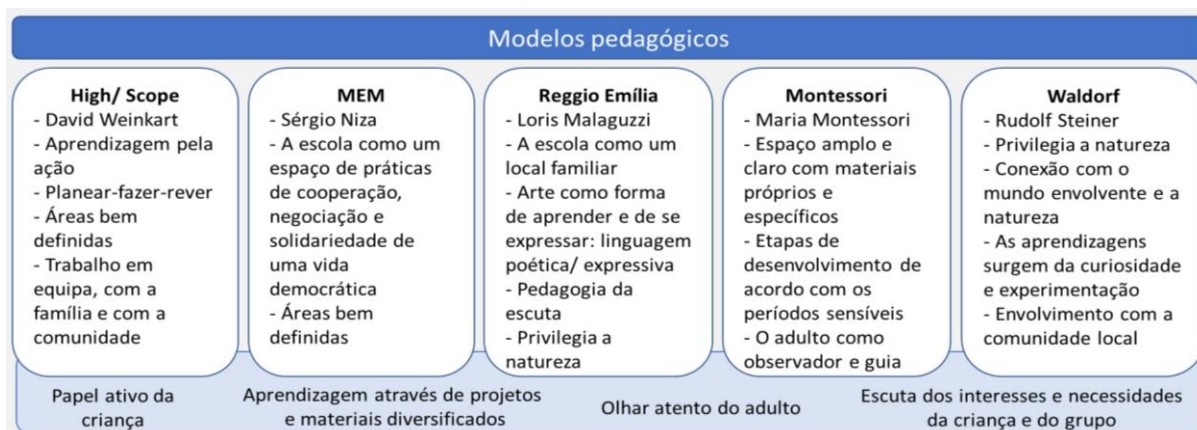 Modelos pedagógicos
High/ Scope
- David Weinkart
- Aprendizagem pela
ação
- Planear-fazer-rever
- Áreas bem
definidas
- Trabalho em
equipa, com a
família e com a
comunidade
MEM
- Sérgio Niza
- A escola como um
espaço de práticas
de cooperação,
negociação e
solidariedade de
uma vida
democrática
- Áreas bem
definidas
Reggio Emília
- Loris Malaguzzi
- A escola como um
local familiar
- Arte como forma
de aprender e de se
expressar: linguagem
poética/ expressiva
- Pedagogia da
escuta
- Privilegia a
natureza
Montessori
- Maria Montessori
- Espaço amplo e
claro com materiais
próprios e
específicos
- Etapas de
desenvolvimento de
acordo com os
períodos sensíveis
- O adulto como
observador e guia
Waldorf
- Rudolf Steiner
- Privilegia a natureza
- Conexão com o
mundo envolvente e a
natureza
- As aprendizagens
surgem da curiosidade
e experimentação
- Envolvimento com a
comunidade local
Papel ativo da
criança
Aprendizagem através de projetos
e materiais diversificados
Olhar atento do adulto
Escuta dos interesses e necessidades
da criança e do grupo